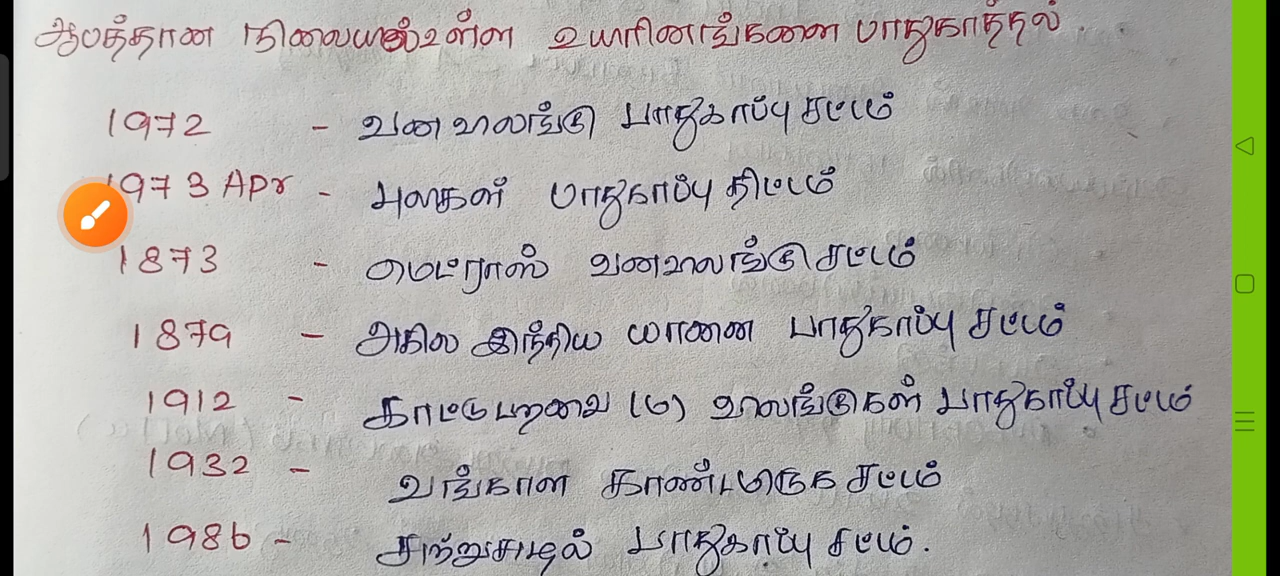 ஆபத்தான நிலையில்உள்ள உயிரினங்களை பாதுகாத்தல்
1972 - வனவிலங்கு பாதுகாப்பு சட்டம்
1973 Apr - புலிகள் பாதுகாப்பு திட்டம்
1873 - மெட்ராஸ் வனவிலங்கு சட்டம்
1879 - அகில இந்திய யானை பாதுகாப்பு சட்டம்
1912 - காட்டு பறவை (ம) விலங்குகள் பாதுகாப்பு சட்டம்
1932 - வங்காள காண்டாமிருக சட்டம்
1986 - சுற்றுசூழல் பாதுகாப்பு சட்டம்.